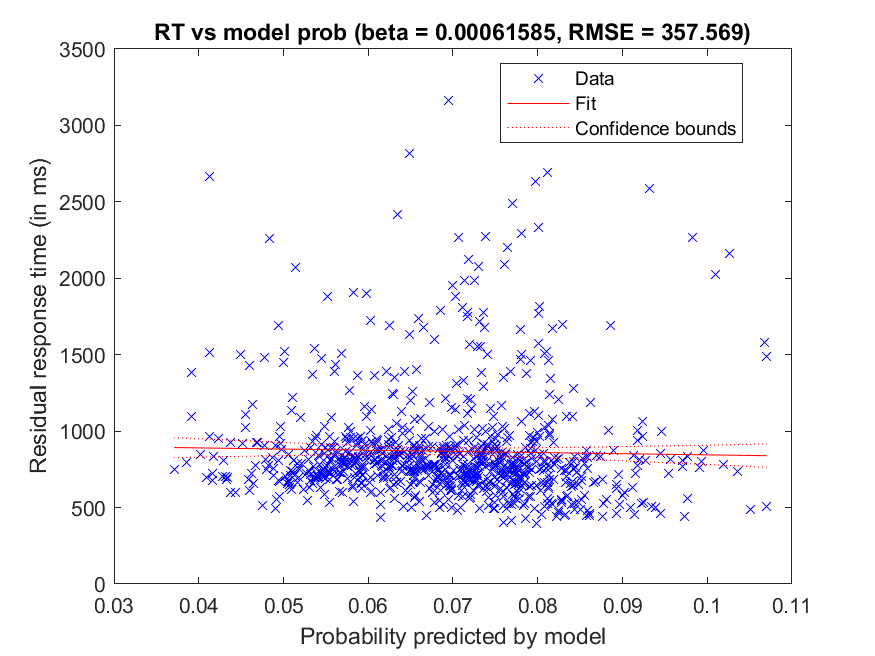 RT vs model prob (beta = 0.00061585, RMSE = 357.569)
3500
3000
2500
2000
1500
1000
500
0
Residual response time (in ms)
Data
Fit
Confidence bounds
0.03 0.04 0.05 0.06 0.07 0.08 0.09 0.1 0.11
Probability predicted by model